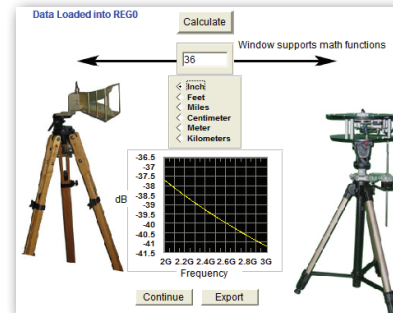 Data Loaded into REG0
Calculate
Window supports math functions
36
Inch
Feet
Miles
Centimeter
Meter
Kilometers
-36.5
-37
-37.5
-38
-38.5
-39
-39.5
-40
-40.5
-41
-41.5
dB
2G 2.2G 2.4G 2.6G 2.8G 3G
Frequency
Continue Export